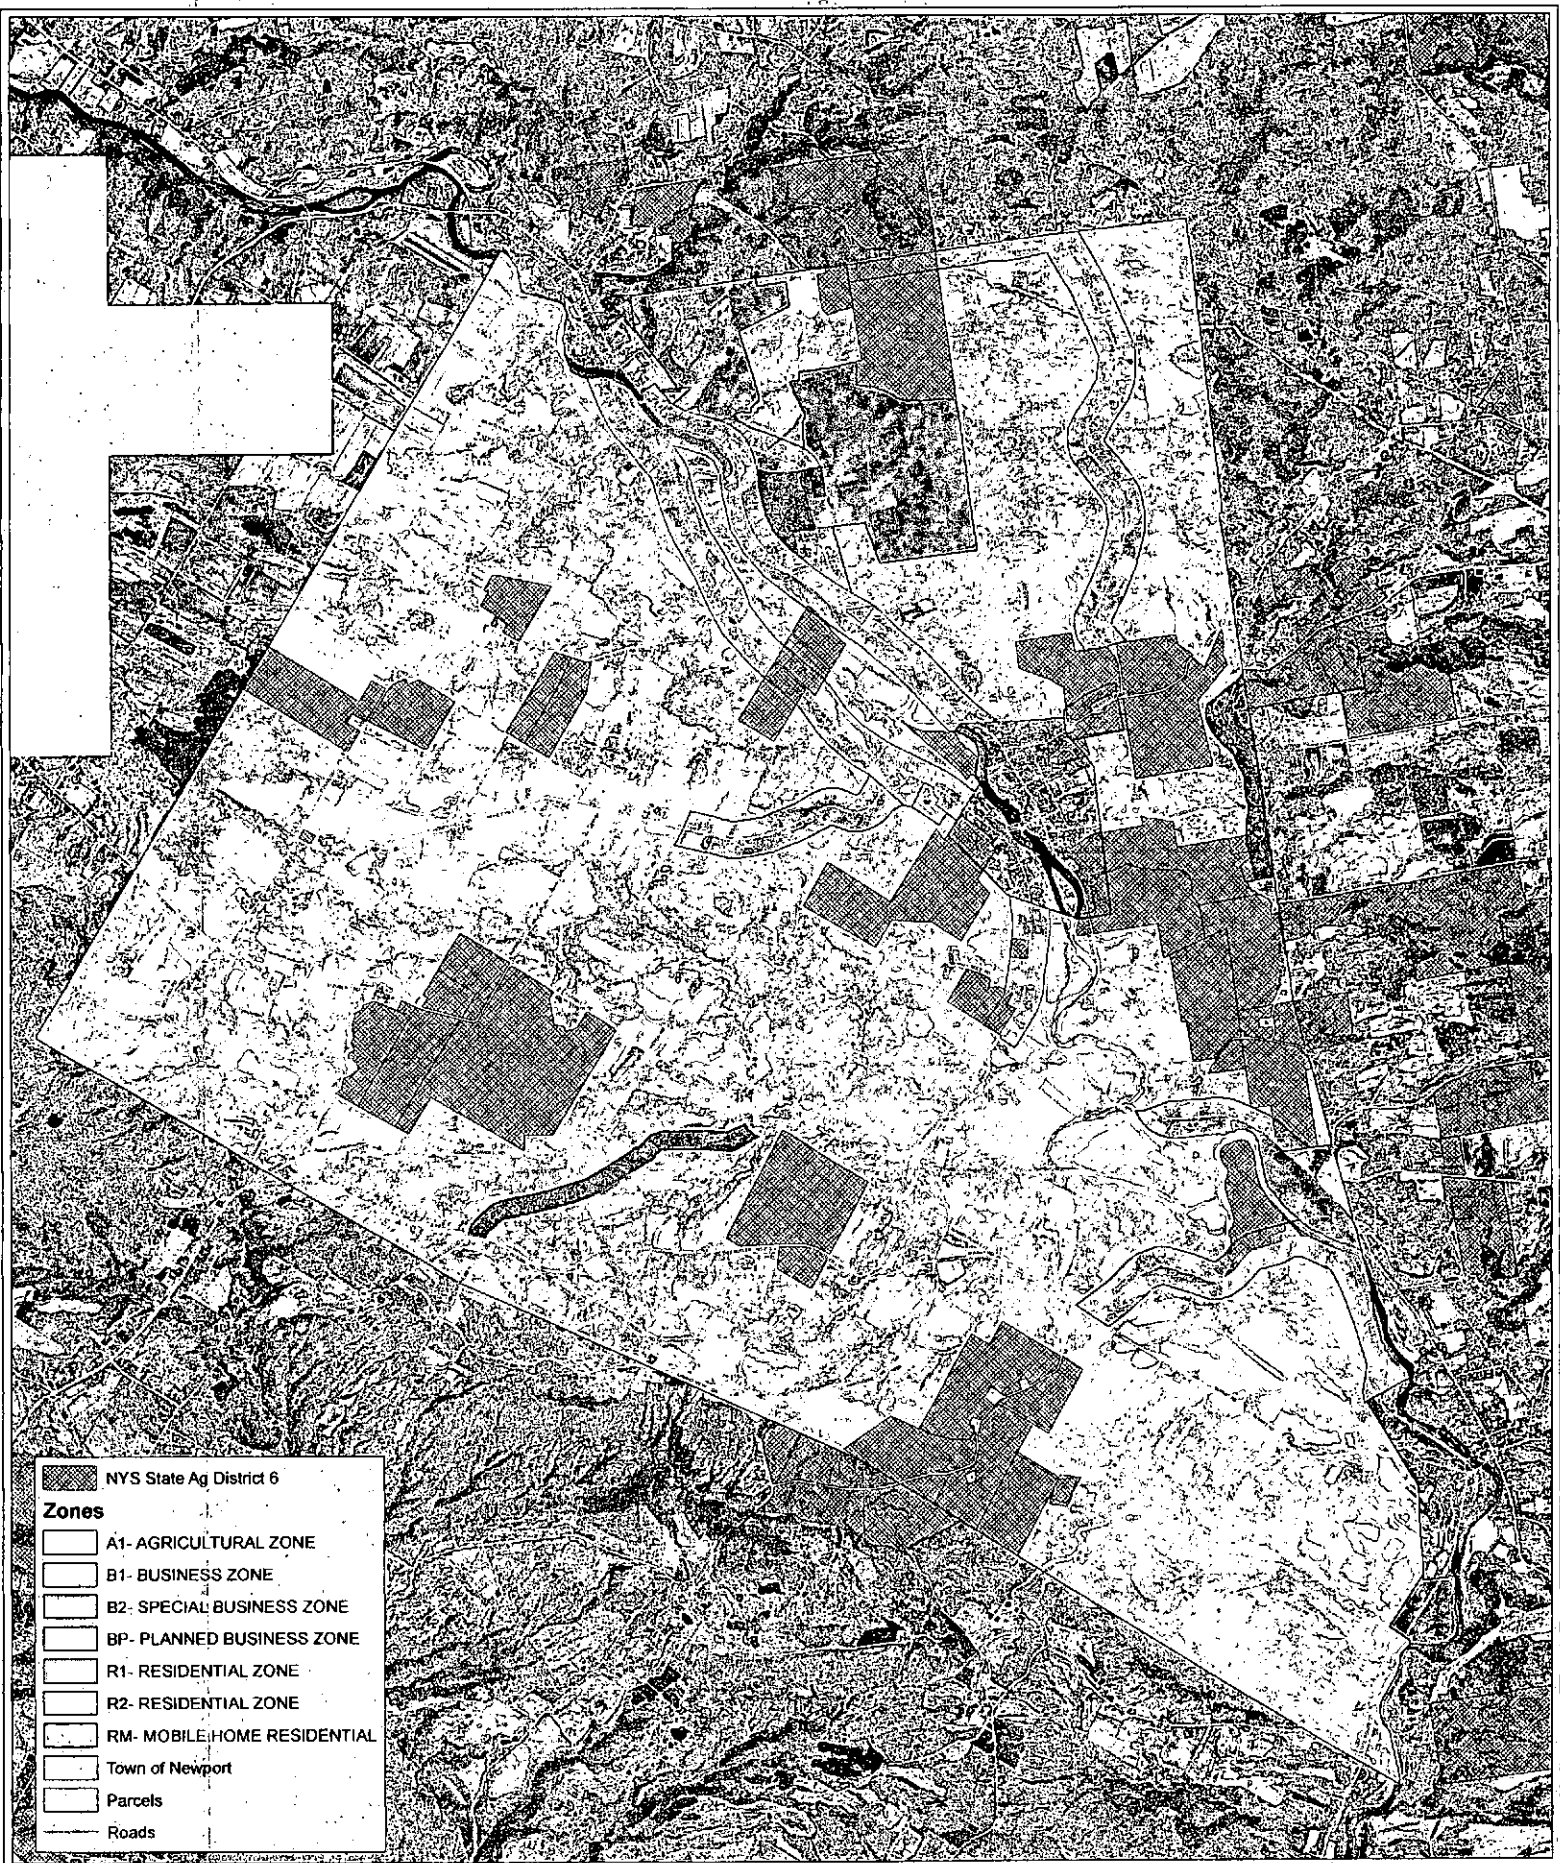 NYS State Ag District 6
Zones
A1- AGRICULTURAL ZONE
B1- BUSINESS ZONE
B2- SPECIAL BUSINESS ZONE
BP- PLANNED BUSINESS ZONE
R1- RESIDENTIAL ZONE
R2- RESIDENTIAL ZONE
RM- MOBILE HOME RESIDENTIAL
Town of Newport
Parcels
Roads